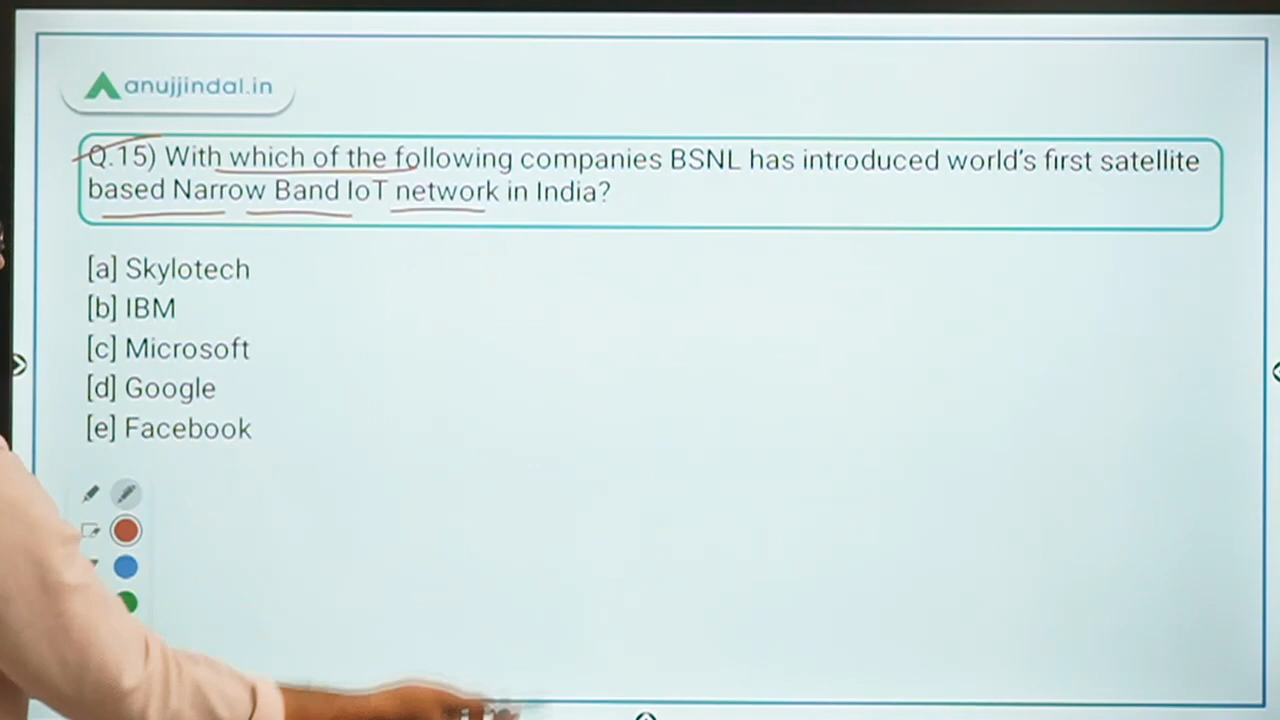 anujjindal.in
Q.15) With which of the following companies BSNL has introduced world's first satellite
based Narrow Band IoT network in India?
[a] Skylotech
[b] IBM
[c] Microsoft
[d] Google
[e] Facebook